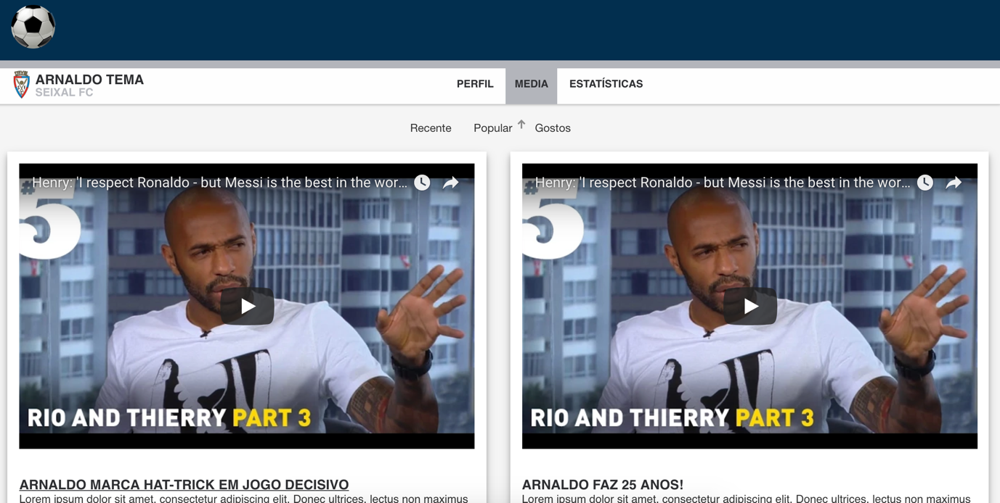 ARNALDO TEMA
SEIXAL FC
PERFIL MEDIA ESTATÍSTICAS
Recente Popular Gostos
Henry: 'I respect Ronaldo - but Messi is the best in the wor...
#
5
RIO AND THIERRY PART 3
ARNALDO MARCA HAT-TRICK EM JOGO DECISIVO
Lorem ipsum dolor sit amet, consectetur adipiscing elit. Donec ultrices, lectus non maximus
Henry: 'I respect Ronaldo - but Messi is the best in the wor...
#
5
RIO AND THIERRY PART 3
ARNALDO FAZ 25 ANOS!
Lorem ipsum dolor sit amet, consectetur adipiscing elit. Donec ultrices, lectus non maximus